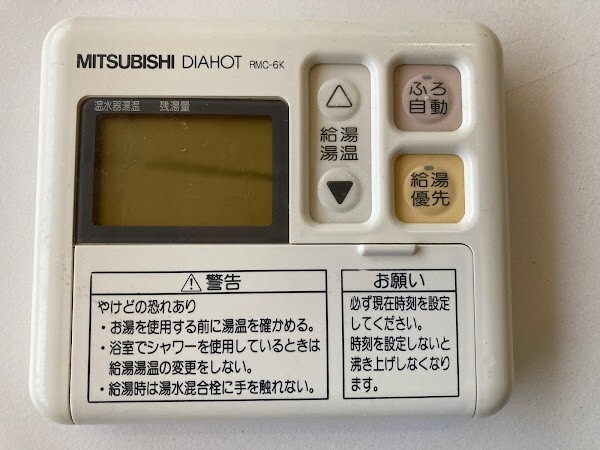 MITSUBISHI DIAHOT RMC-6K
温水器湯温 残湯量
給湯
湯温
ふろ
自動
給湯
優先
⚠警告
やけどの恐れあり
・お湯を使用する前に湯温を確かめる。
・浴室でシャワーを使用しているときは
給湯湯温の変更をしない。
・給湯時は湯水混合栓に手を触れない。
お願い
必ず現在時刻を設定
してください。
時刻を設定しないと
沸き上げしなくなり
ます。